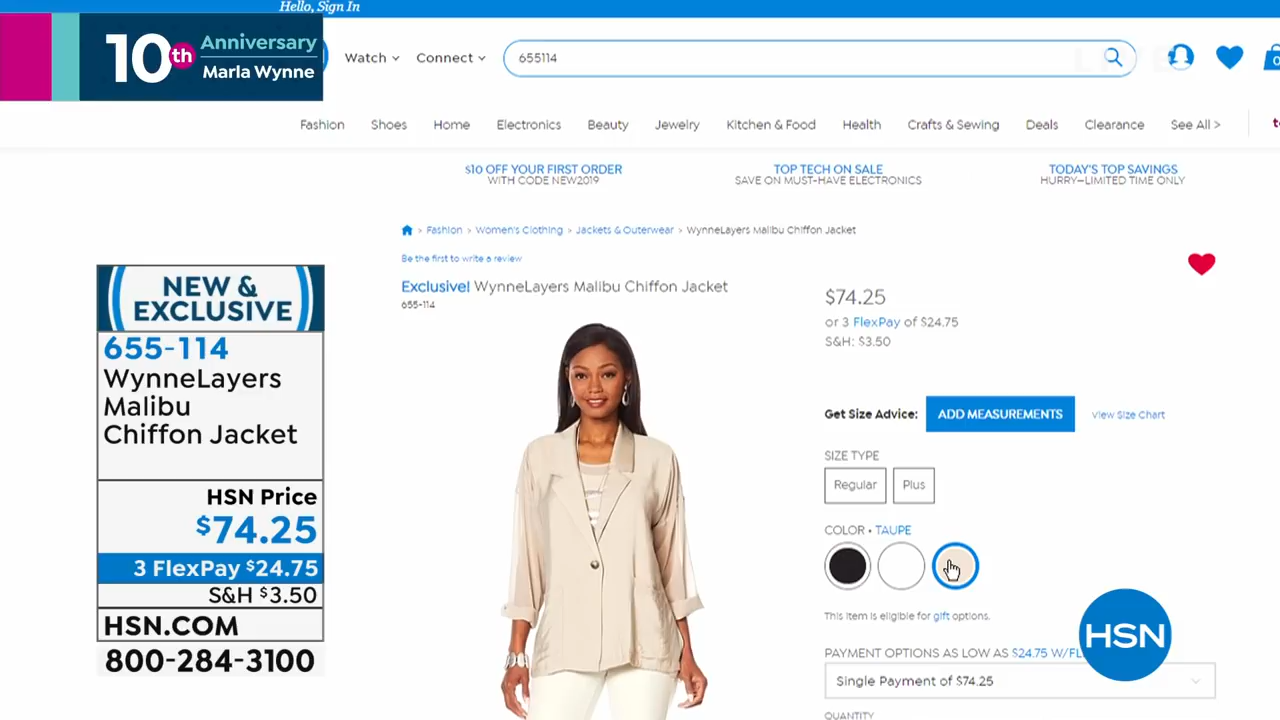 Hello, Sign In
10th
Anniversary
Marla Wynne
Watch
Connect
655114
0
Fashion
Shoes
Home
Electronics
Beauty
Jewelry
Kitchen & Food
Health
Crafts & Sewing
Deals
Clearance
See All >
$10 OFF YOUR FIRST ORDER
WITH CODE NEW2019
TOP TECH ON SALE
SAVE ON MUST-HAVE ELECTRONICS
TODAY'S TOP SAVINGS
HURRY—LIMITED TIME ONLY
> Fashion > Women's Clothing > Jackets & Outerwear > WynneLayers Malibu Chiffon Jacket
Be the first to write a review
Exclusive! WynneLayers Malibu Chiffon Jacket
655-114
NEW &
EXCLUSIVE
655-114
WynneLayers
Malibu
Chiffon Jacket
HSN Price
$74.25
3 FlexPay $24.75
S&H $3.50
HSN.COM
800-284-3100
$74.25
or 3 FlexPay of $24.75
S&H: $3.50
Get Size Advice: ADD MEASUREMENTS View Size Chart
SIZE TYPE
Regular
Plus
COLOR • TAUPE
This item is eligible for gift options.
HSN
PAYMENT OPTIONS AS LOW AS $24.75 W/FL
Single Payment of $74.25
QUANTITY